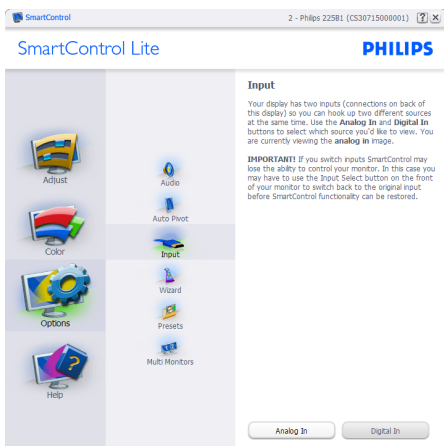 SmartControl
2 - Philips 225B1 (CS30715000001)
SmartControl Lite
PHILIPS
Adjust
Color
Options
Help
Audio
Auto Pivot
Input
Wizard
Presets
Multi Monitors
Input
Your display has two inputs (connections on back of
this display) so you can hook up two different sources
at the same time. Use the Analog In and Digital In
buttons to select which source you'd like to view. You
are currently viewing the analog in image.
IMPORTANT! If you switch inputs SmartControl may
lose the ability to control your monitor. In this case you
may have to use the Input Select button on the front
of your monitor to switch back to the original input
before SmartControl functionality can be restored.
Analog In
Digital In